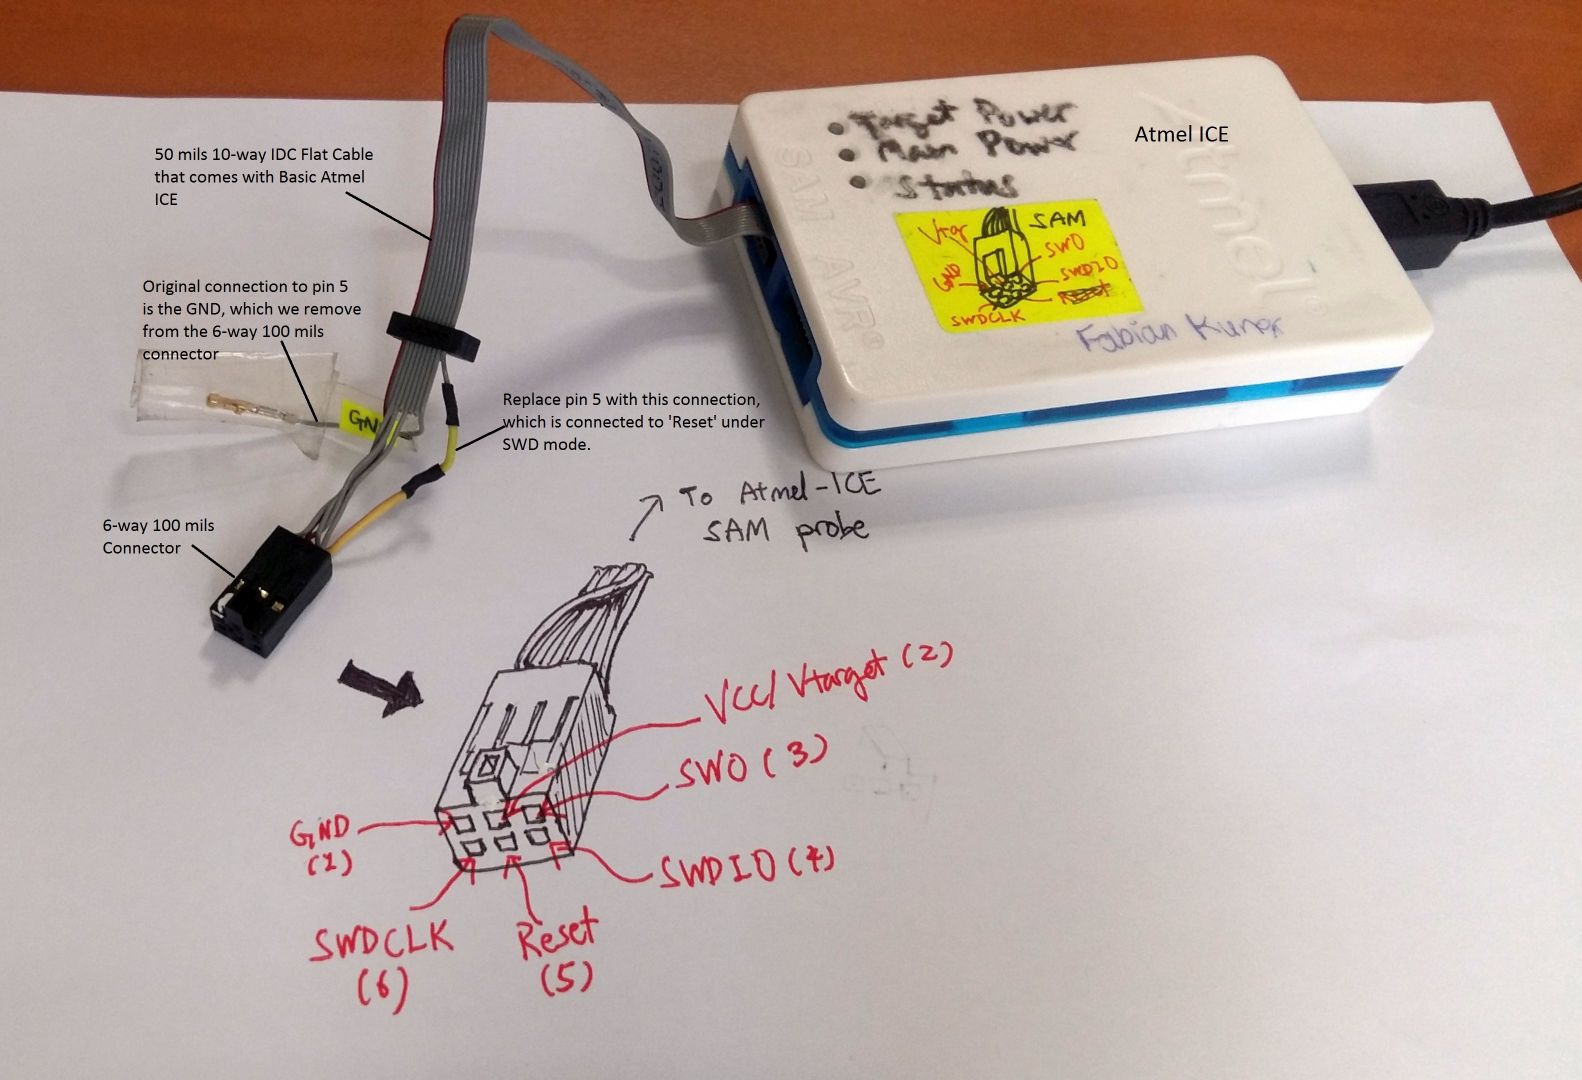 50 mils 10-way IDC Flat Cable
that comes with Basic Atmel
ICE
Original connection to pin 5
is the GND, which we remove
from the 6-way 100 mils
connector
GN
Replace pin 5 with this connection,
which is connected to 'Reset' under
SWD mode.
6-way 100 mils
Connector
Target Power
Main Power
Status
Atmel ICE
Atmel
SAM AVR
Vtar
SAM
SWO
GND
SWDIO
SWDCLK
Fabian Kung
To Atmel-ICE
SAM probe
VCC/Vtarget (2)
SWO (3)
GND
(1)
SWDIO (4)
SWDCLK
(6)
Reset
(5)